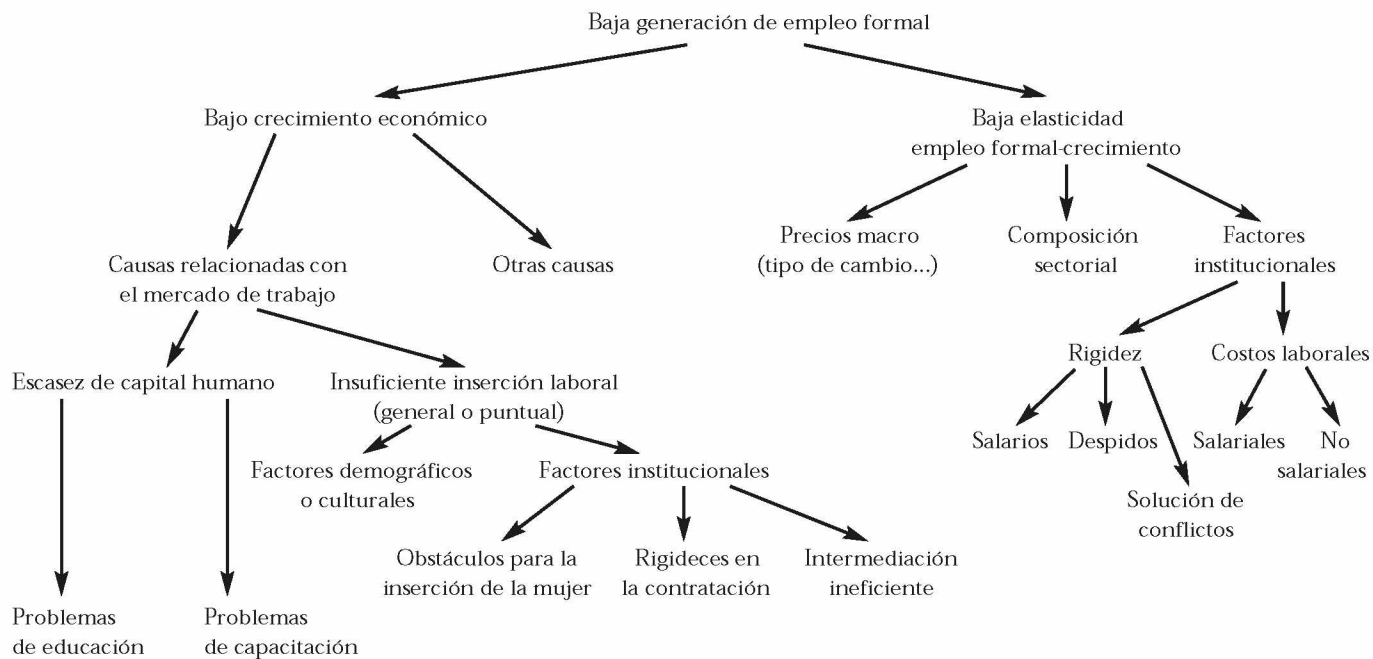 Baja generación de empleo formal
Bajo crecimiento económico
Baja elasticidad
empleo formal-crecimiento
Causas relacionadas con
el mercado de trabajo
Otras causas
Precios macro
(tipo de cambio...)
Composición
sectorial
Factores
institucionales
Escasez de capital humano
Insuficiente inserción laboral
(general o puntual)
Rigidez
Costos laborales
Factores demográficos
o culturales
Factores institucionales
Salarios
Despidos
Salariales
No
salariales
Solución de
conflictos
Obstáculos para la
inserción de la mujer
Rigideces en
la contratación
Intermediación
ineficiente
Problemas
de educación
Problemas
de capacitación